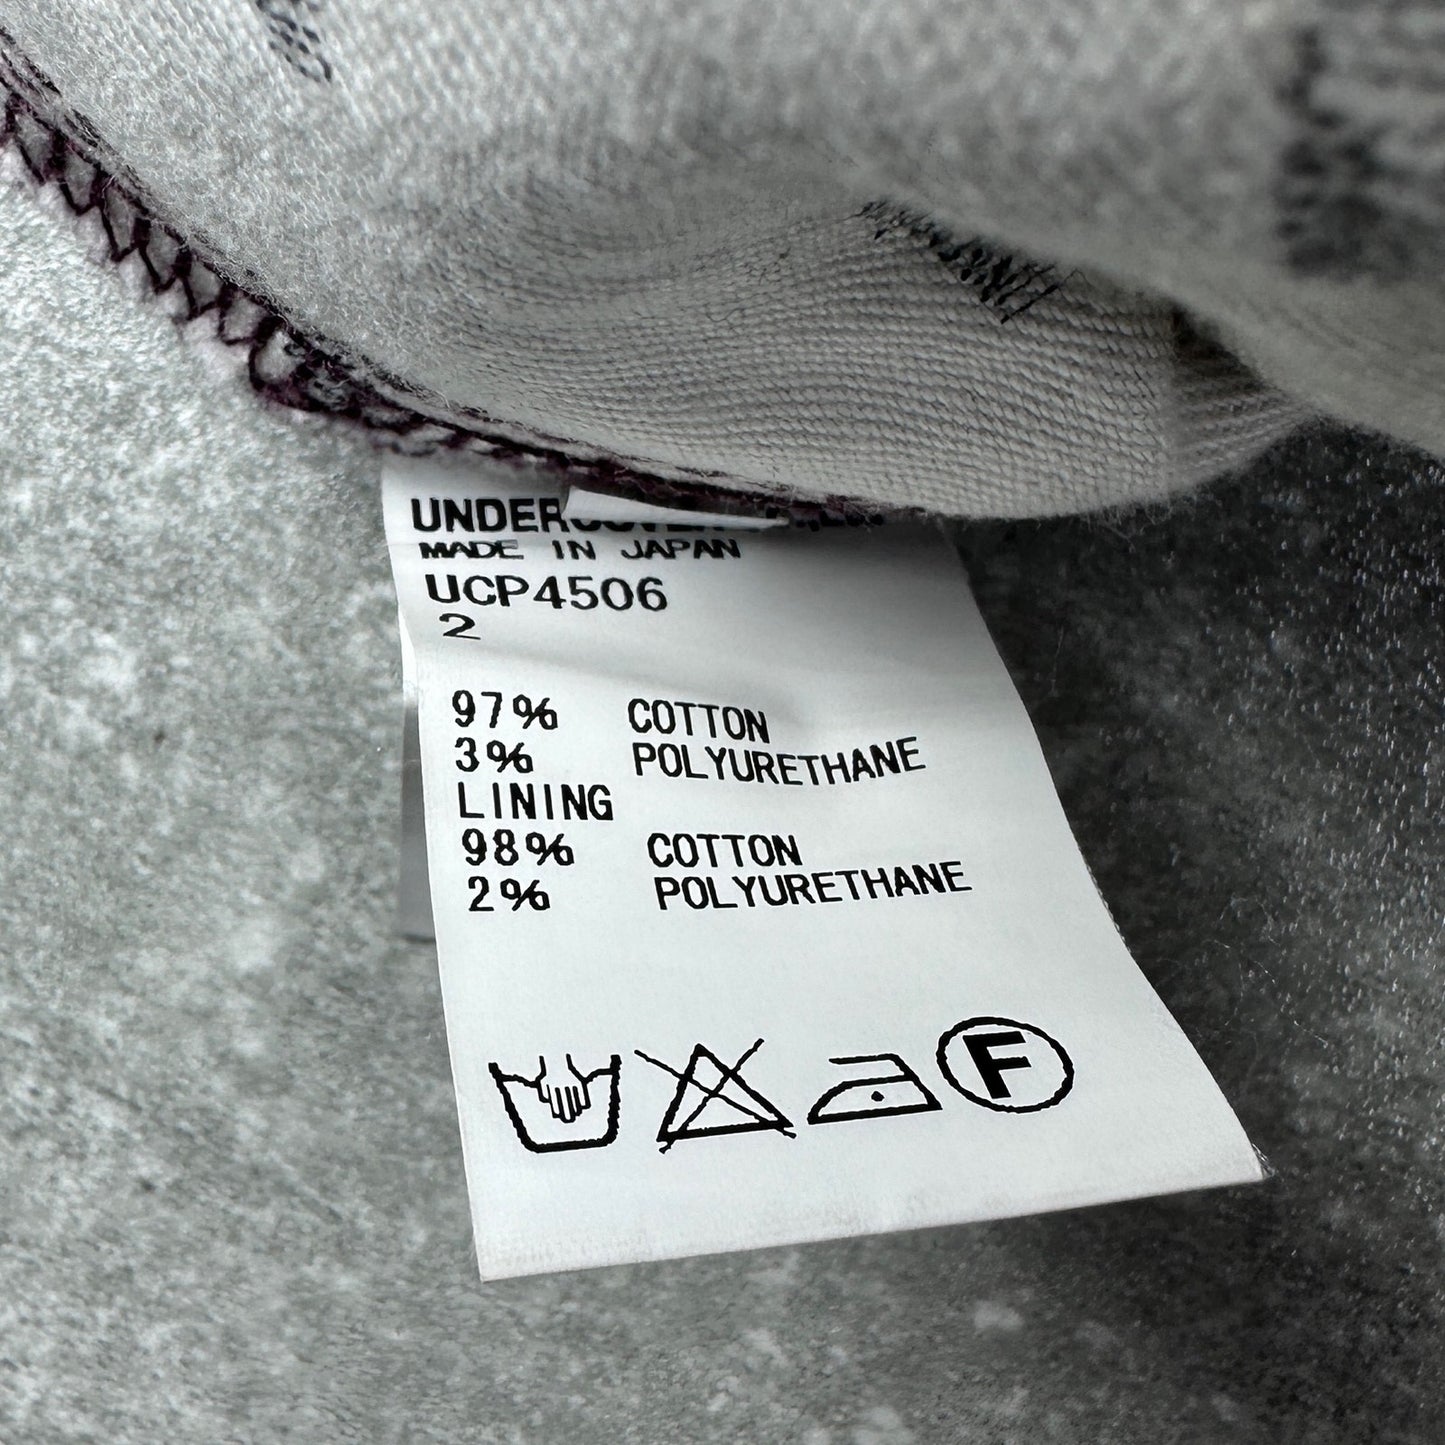 MADE IN JAPAN
UCP4506
2
97% COTTON
3% POLYURETHANE
LINING
98% COTTON
2% POLYURETHANE
F